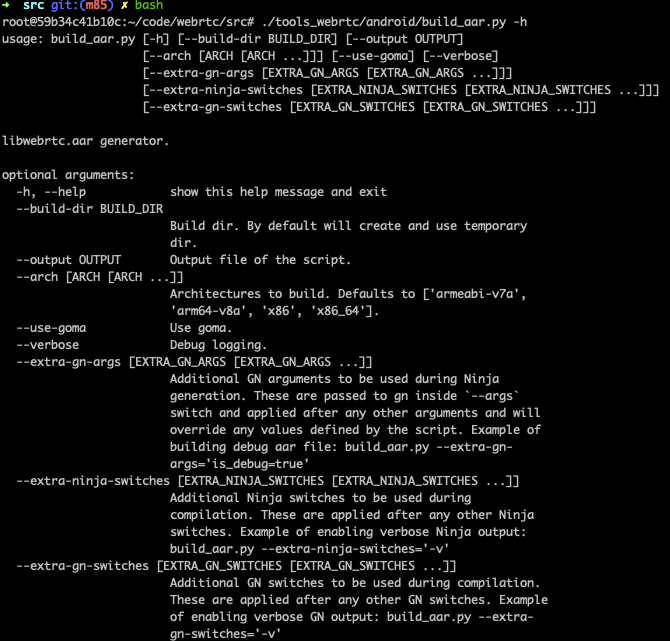 → src git:(m85) ✗ bash
root@59b34c41b10c:~/code/webrtc/src# ./tools_webrtc/android/build_aar.py -h
usage: build_aar.py [-h] [--build-dir BUILD_DIR] [--output OUTPUT]
[--arch [ARCH [ARCH ...]]] [--use-goma] [--verbose]
[--extra-gn-args [EXTRA_GN_ARGS [EXTRA_GN_ARGS ...]]]
[--extra-ninja-switches [EXTRA_NINJA_SWITCHES [EXTRA_NINJA_SWITCHES ...]]]
[--extra-gn-switches [EXTRA_GN_SWITCHES [EXTRA_GN_SWITCHES ...]]]
libwebrtc.aar generator.
optional arguments:
-h, --help show this help message and exit
--build-dir BUILD_DIR
Build dir. By default will create and use temporary
dir.
--output OUTPUT Output file of the script.
--arch [ARCH [ARCH ...]]
Architectures to build. Defaults to ['armeabi-v7a',
'arm64-v8a', 'x86', 'x86_64'].
--use-goma Use goma.
--verbose Debug logging.
--extra-gn-args [EXTRA_GN_ARGS [EXTRA_GN_ARGS ...]]
Additional GN arguments to be used during Ninja
generation. These are passed to gn inside `--args`
switch and applied after any other arguments and will
override any values defined by the script. Example of
building debug aar file: build_aar.py --extra-gn-
args='is_debug=true'
--extra-ninja-switches [EXTRA_NINJA_SWITCHES [EXTRA_NINJA_SWITCHES ...]]
Additional Ninja switches to be used during
compilation. These are applied after any other Ninja
switches. Example of enabling verbose Ninja output:
build_aar.py --extra-ninja-switches='-v'
--extra-gn-switches [EXTRA_GN_SWITCHES [EXTRA_GN_SWITCHES ...]]
Additional GN switches to be used during compilation.
These are applied after any other GN switches. Example
of enabling verbose GN output: build_aar.py --extra-
gn-switches='-v'